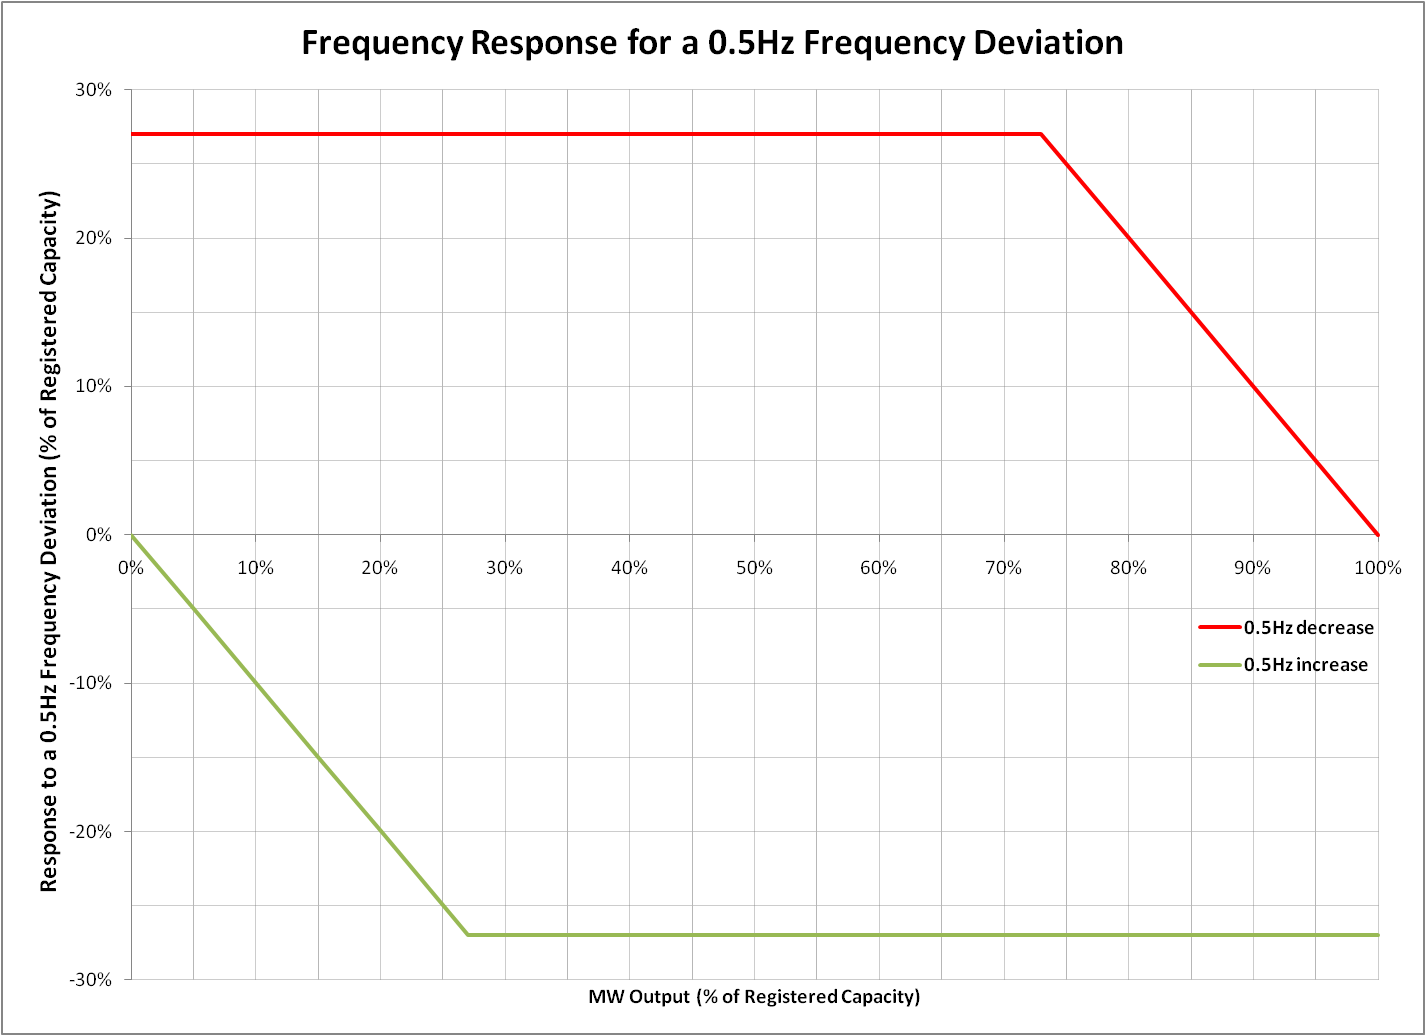 Frequency Response for a 0.5Hz Frequency Deviation
Response to a 0.5Hz Frequency Deviation (% of Registered Capacity)
30%
20%
10%
0%
-10%
-20%
-30%
0% 10% 20% 30% 40% 50% 60% 70% 80% 90% 100%
0.5Hz decrease
0.5Hz increase
MW Output (% of Registered Capacity)